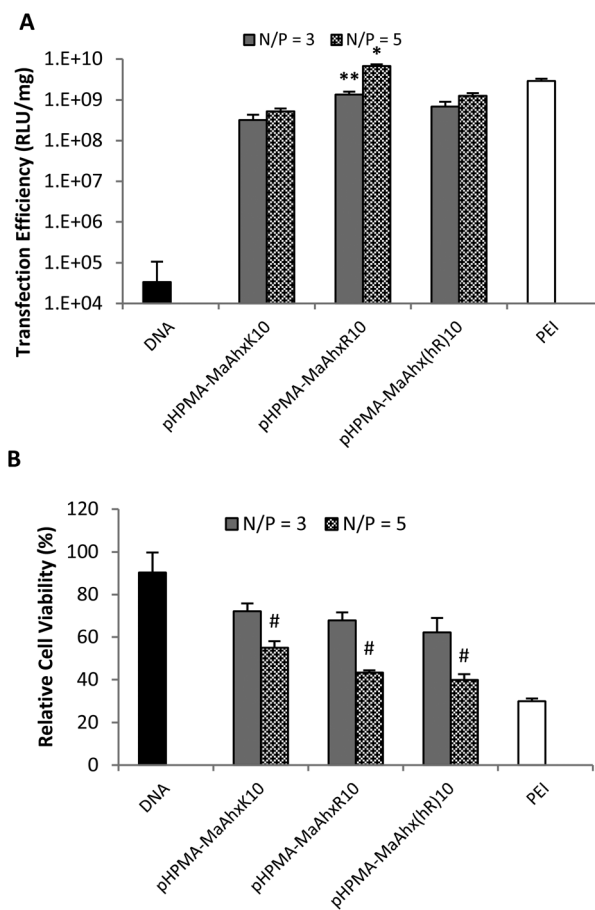 A
N/P = 3 N/P = 5
Transfection Efficiency (RLU/mg)
1.E+10
1.E+09
1.E+08
1.E+07
1.E+06
1.E+05
1.E+04
** *
DNA
pHPMA-MaAhxK10
pHPMA-MaAhxR10
pHPMA-MaAhx(hR)10
PEI
B
N/P = 3 N/P = 5
Relative Cell Viability (%)
120
100
80
60
40
20
0
# # #
DNA
pHPMA-MaAhxK10
pHPMA-MaAhxR10
pHPMA-MaAhx(hR)10
PEI